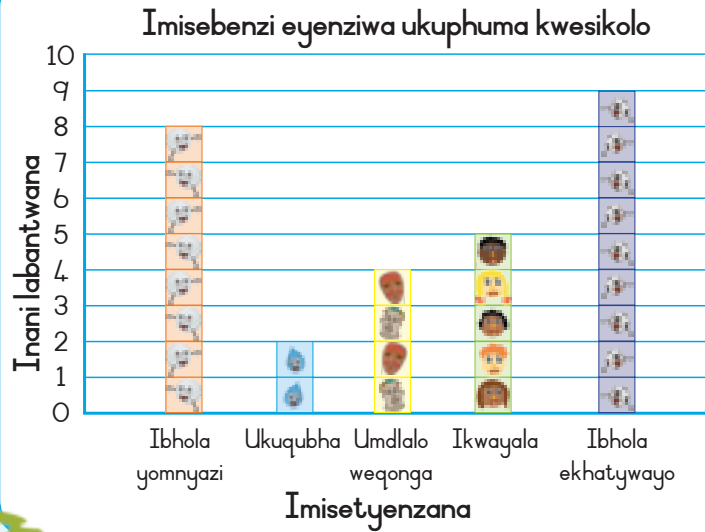 Imisebenzi eyenziwa ukuphuma kwesikolo
Inani labantwana
10
9
8
7
6
5
4
3
2
1
0
Ibhola yomnyazi
Ukuqubha
Umdlalo weqonga
Ikwayala
Ibhola ekhatywayo
Imisetyenzana